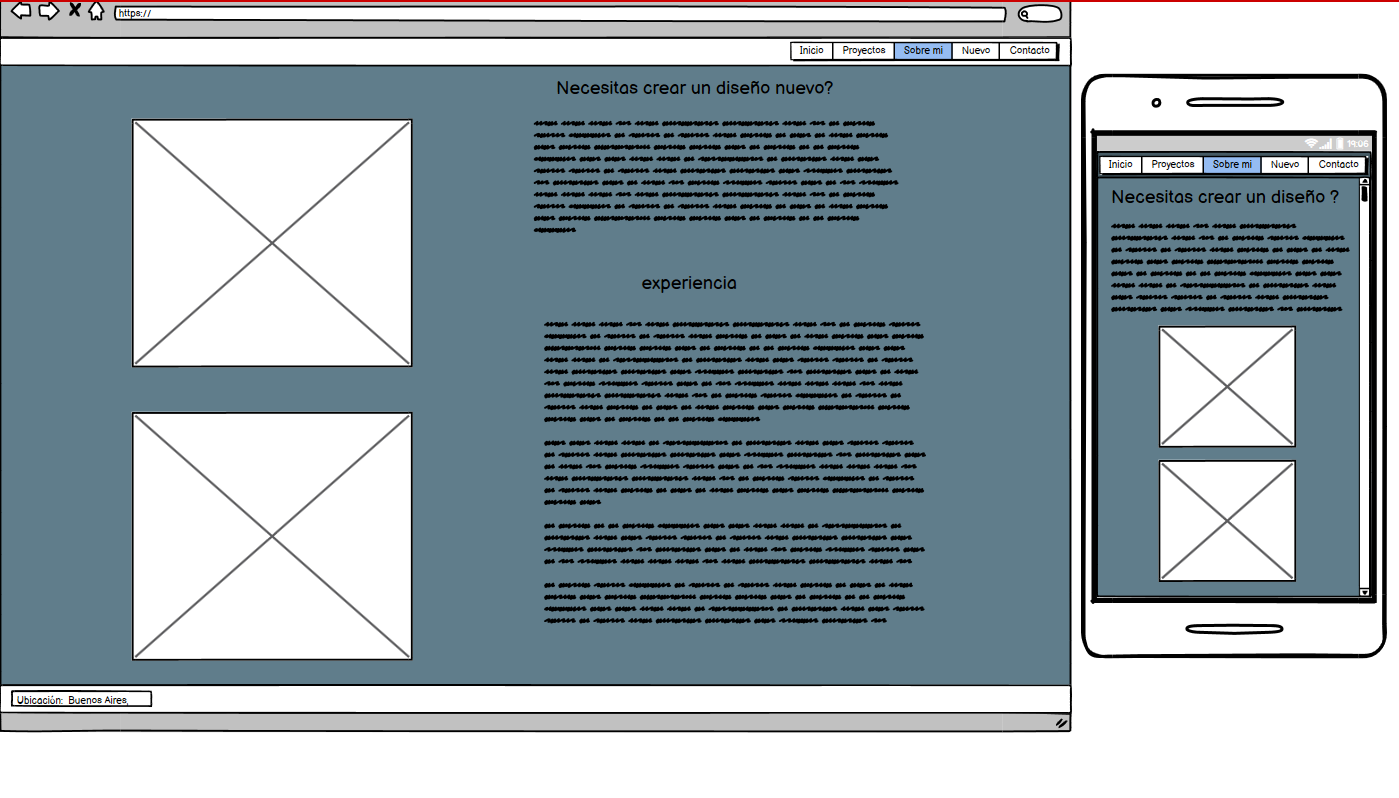 https://
Inicio Proyectos Sobre mi Nuevo Contacto
Necesitas crear un diseño nuevo?
experiencia
Ubicación: Buenos Aires,
19:06
Inicio Proyectos Sobre mi Nuevo Contacto
Necesitas crear un diseño ?